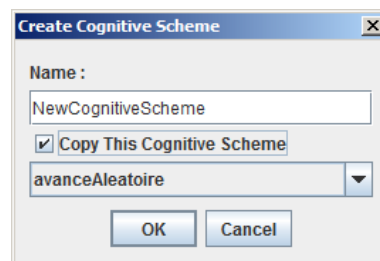 Create Cognitive Scheme
Name :
NewCognitiveScheme
Copy This Cognitive Scheme
avanceAleatoire
OK Cancel